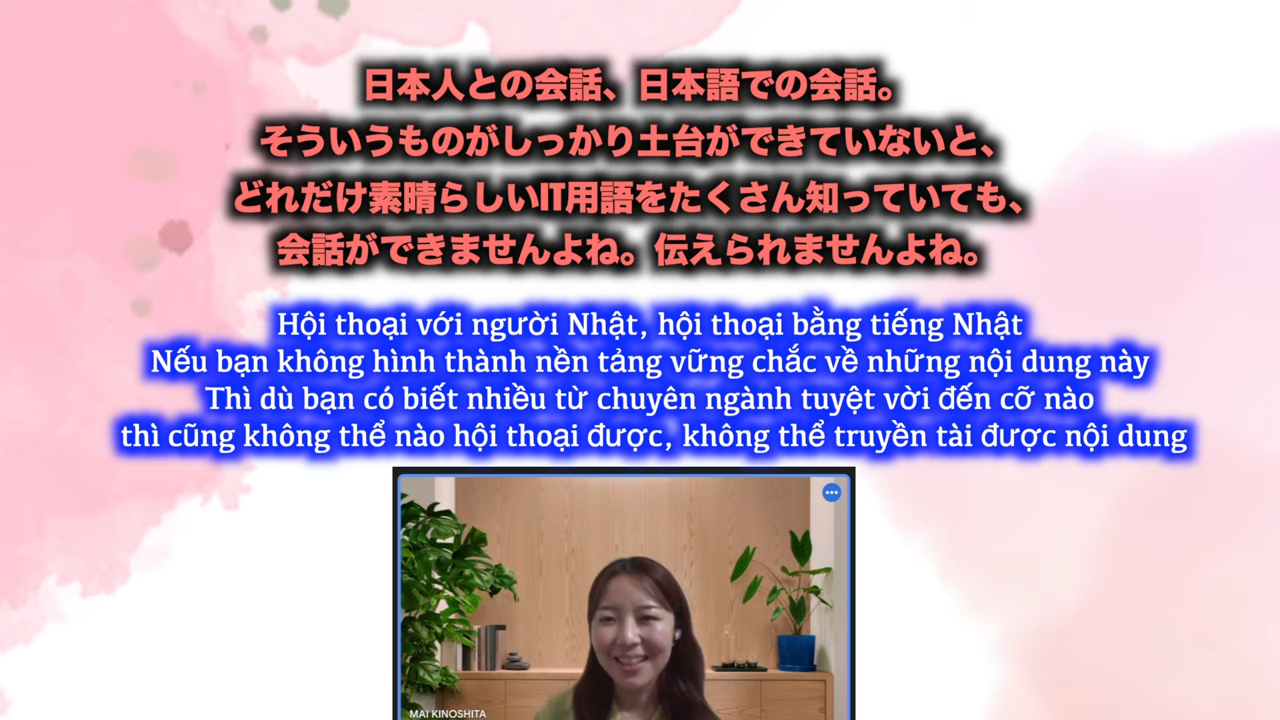 日本人との会話、日本語での会話。
そういうものがしっかり土台ができていないと、
どれだけ素晴らしいIT用語をたくさん知っていても、
会話ができませんよね。伝えられませんよね。
Hội thoại với người Nhật, hội thoại bằng tiếng Nhật
Nếu bạn không hình thành nền tảng vững chắc về những nội dung này
Thì dù bạn có biết nhiều từ chuyên ngành tuyệt vời đến cỡ nào
thì cũng không thể nào hội thoại được, không thể truyền tài được nội dung
MAI KINOSHITA